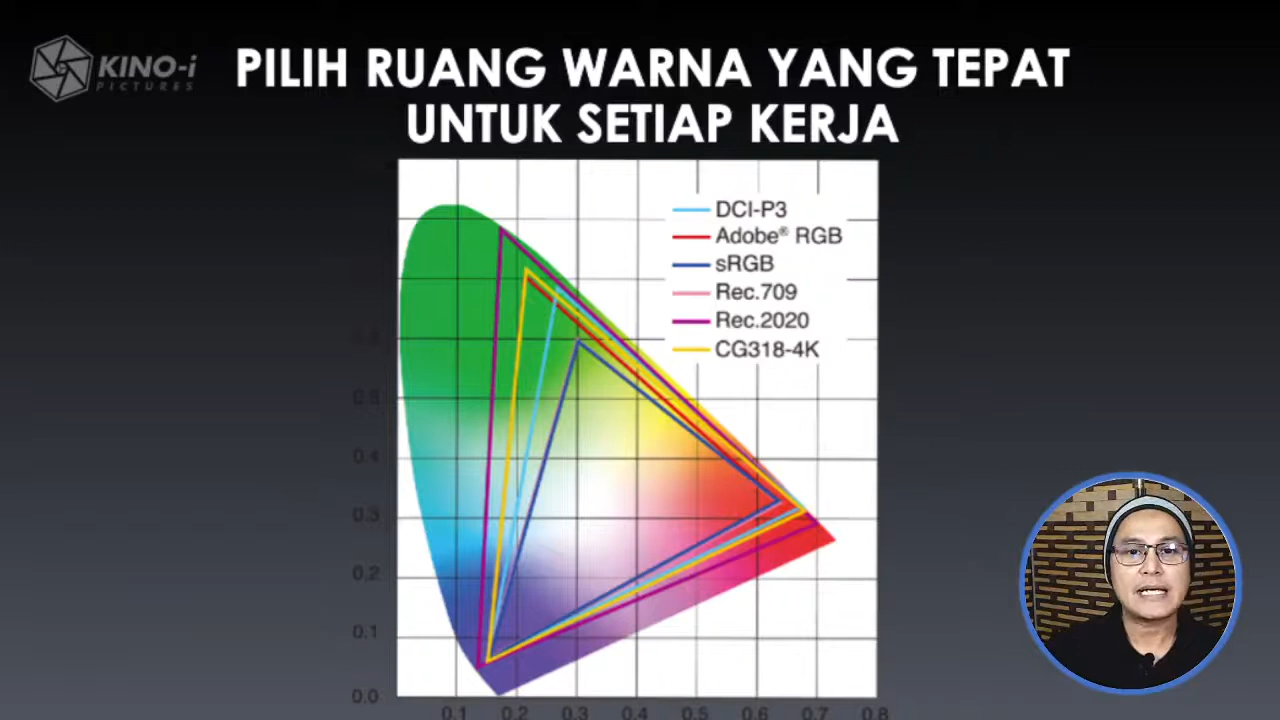 KINO-i
PICTURES
PILIH RUANG WARNA YANG TEPAT
UNTUK SETIAP KERJA
DCI-P3
Adobe® RGB
sRGB
Rec.709
Rec.2020
CG318-4K
0.5
0.4
0.3
0.2
0.1
0.0
0.1 0.2 0.3 0.4 0.5 0.6 0.7 0.8